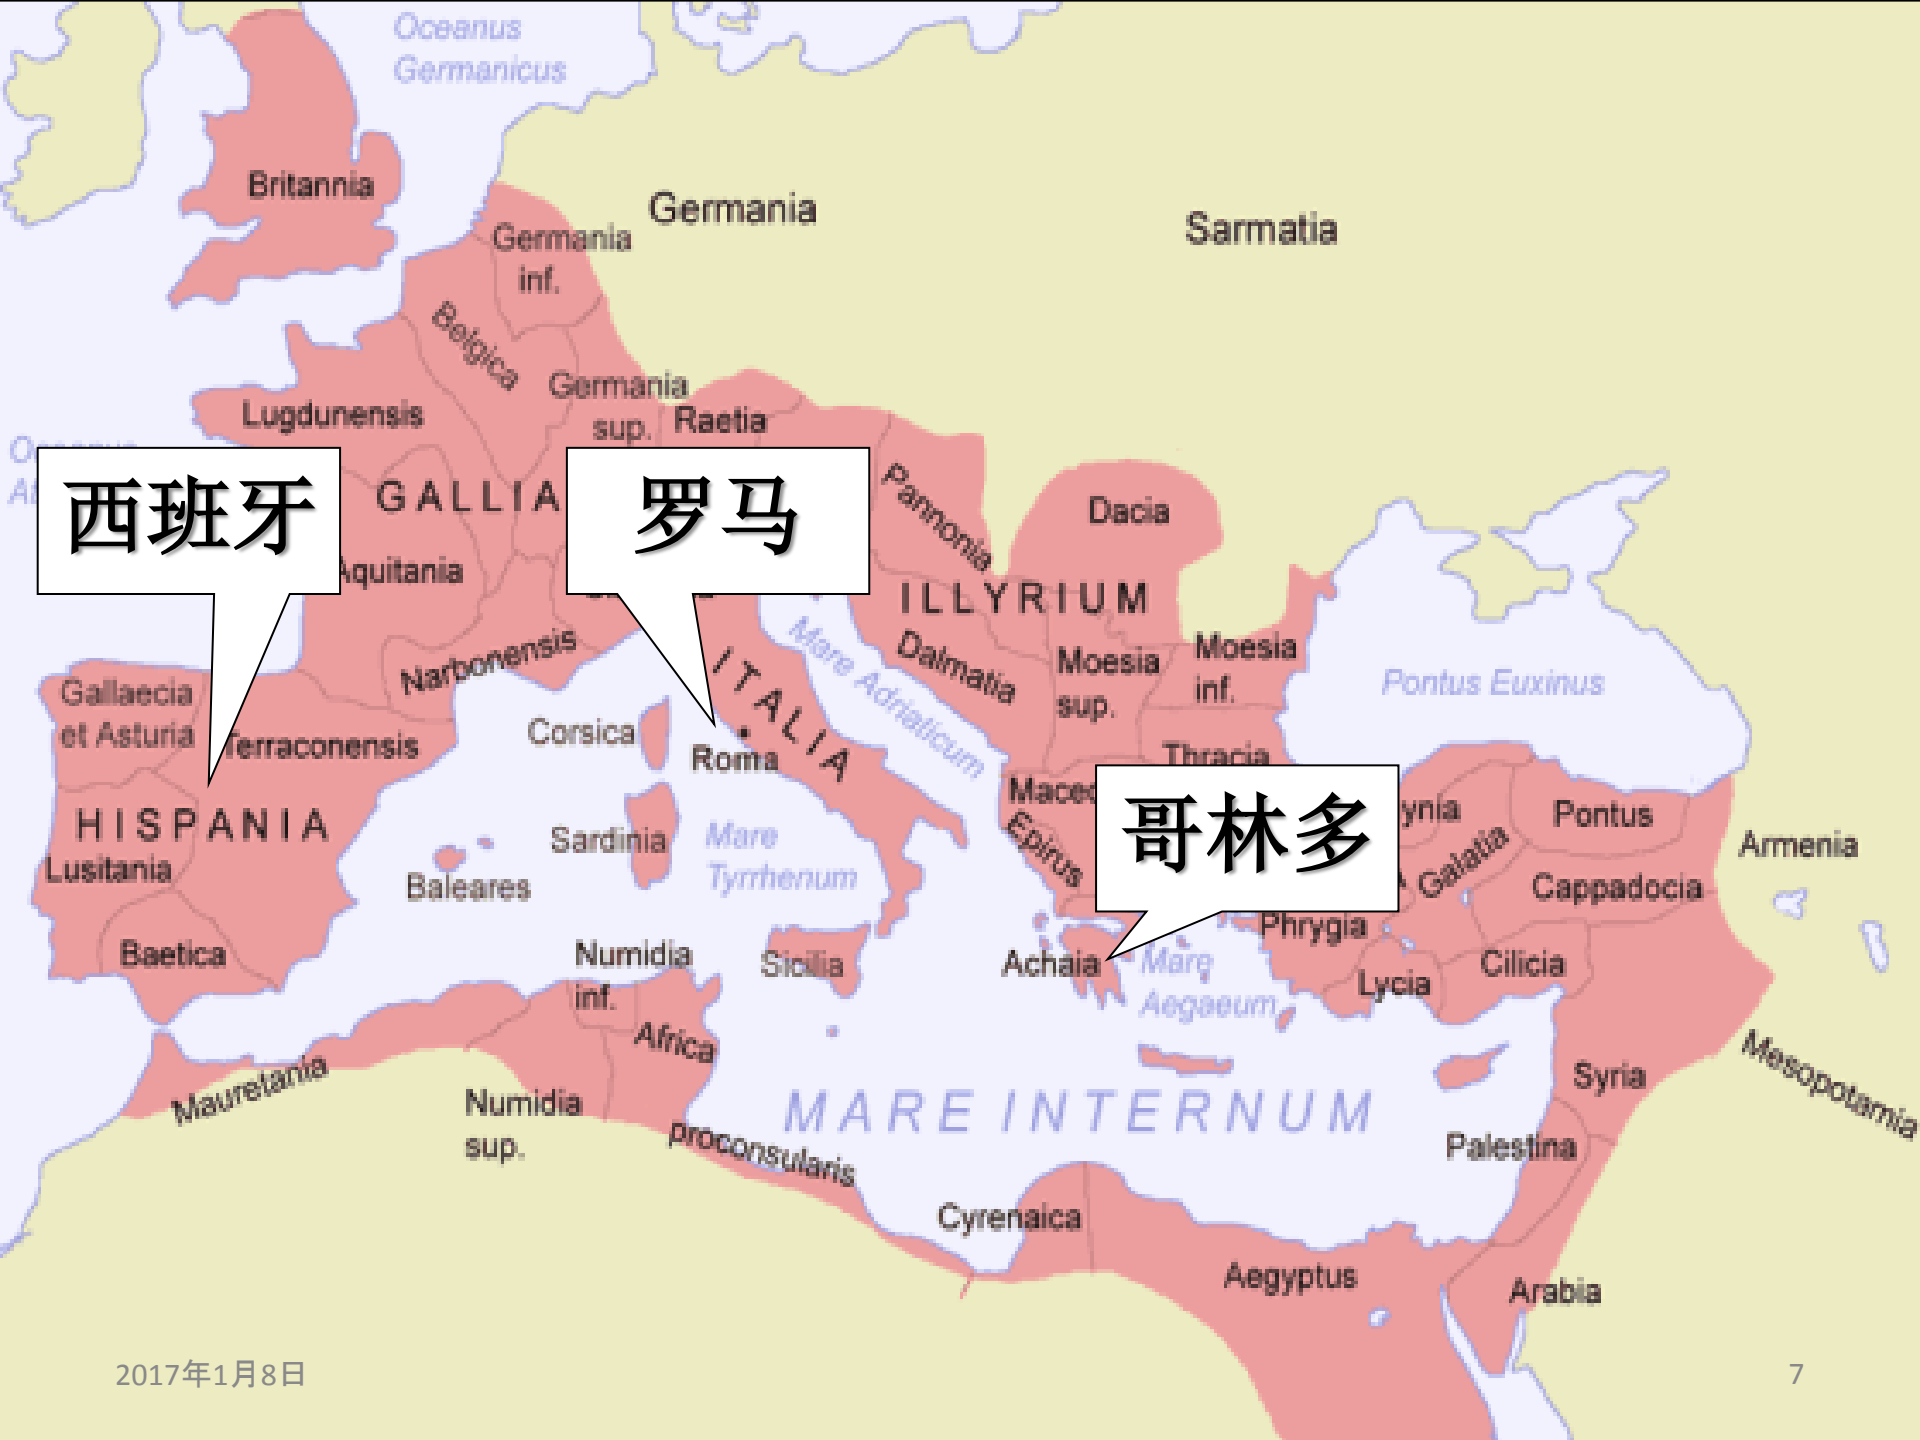 Oceanus
Germanicus
Britannia
Germania
Sarmatia
Germania
inf.
Belgica
Germania
sup.
Raetia
Lugdunensis
西班牙
GALLIA
罗马
Pannonia
Dacia
Aquitania
ILLYRIUM
Narbonensis
Mare Adriaticum
Dalmatia
Moesia
sup.
Moesia
inf.
Pontus Euxinus
Gallaecia
et Asturia
Terraconensis
Corsica
ITALIA
Roma
Thracia
HISPANIA
Lusitania
Sardinia
Mare
Tyrrhenum
Baleares
Epirus
哥林多
Galatia
Pontus
Armenia
Cappadocia
Baetica
Numidia
inf.
Sicilia
Achaia
Mare
Aegaeum
Phrygia
Lycia
Cilicia
Africa
Mauretania
Numidia
sup.
proconsularis
MARE INTERNUM
Syria
Mesopotamia
Palestina
Cyrenaica
Aegyptus
Arabia
2017年1月8日
7